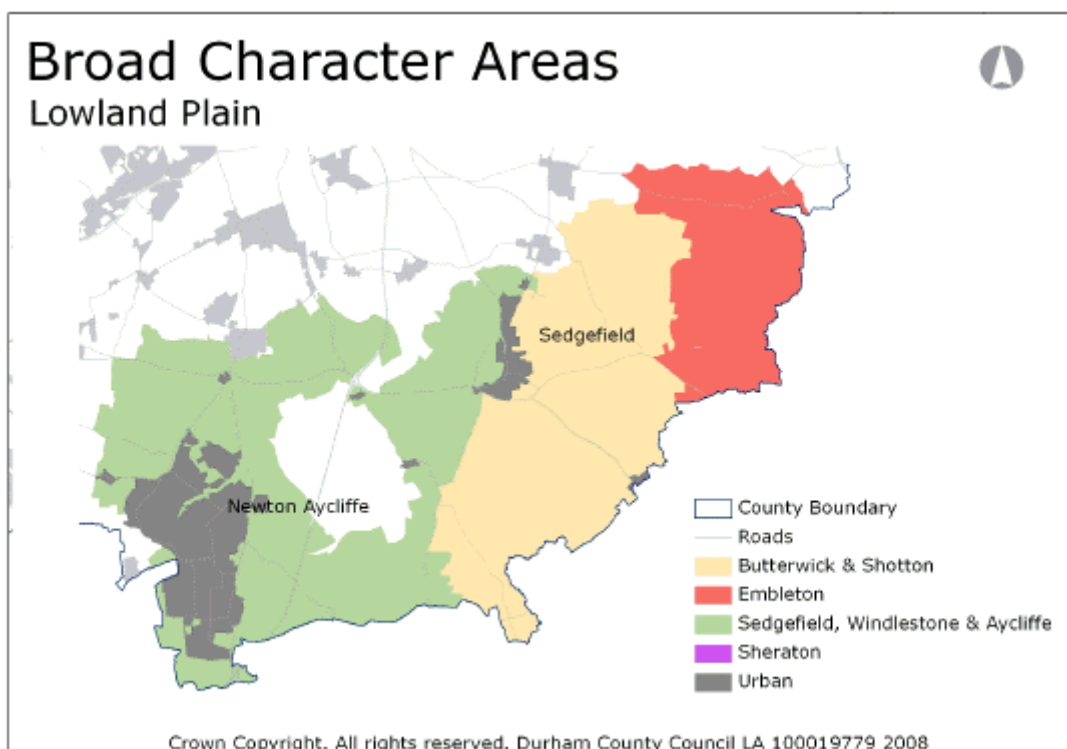 Broad Character Areas
Lowland Plain
Sedgefield
Newton Aycliffe
County Boundary
Roads
Butterwick & Shotton
Embleton
Sedgefield, Windlestone & Aycliffe
Sheraton
Urban
Crown Copyright. All rights reserved. Durham County Council LA 100019779 2008